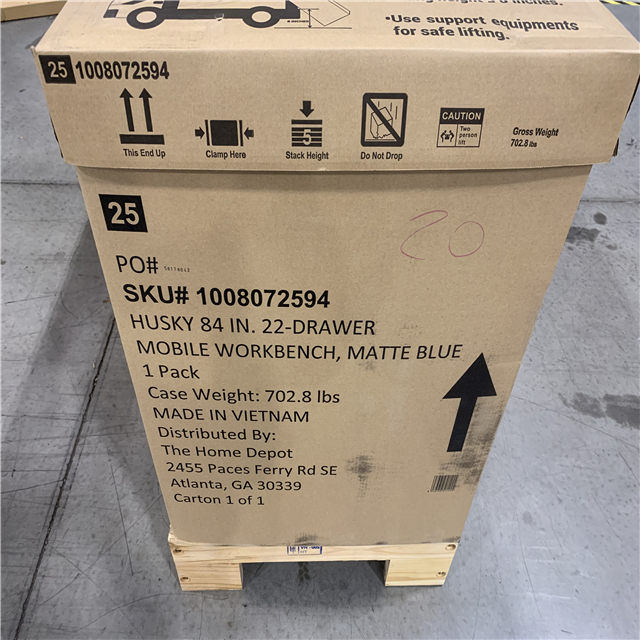 •Use support equipments
for safe lifting.
25 1008072594
This End Up
Clamp Here
5
Stack Height
Do Not Drop
CAUTION
Two
person
lift
Gross Weight
702.8 lbs
25
20
PO#
SKU# 1008072594
HUSKY 84 IN. 22-DRAWER
MOBILE WORKBENCH, MATTE BLUE
1 Pack
Case Weight: 702.8 lbs
MADE IN VIETNAM
Distributed By:
The Home Depot
2455 Paces Ferry Rd SE
Atlanta, GA 30339
Carton 1 of 1